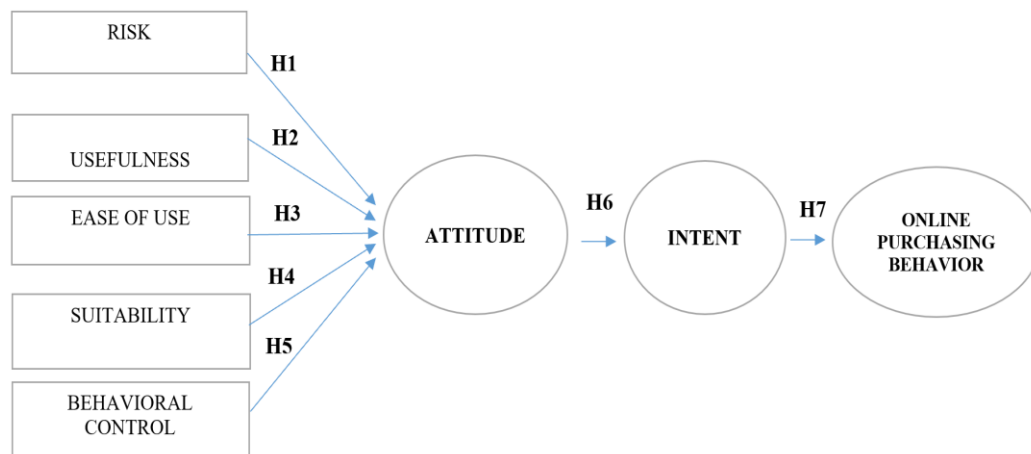 RISK
H1
H2
USEFULNESS
EASE OF USE
H3
H4
SUITABILITY
H5
BEHAVIORAL
CONTROL
ATTITUDE
H6
INTENT
H7
ONLINE
PURCHASING
BEHAVIOR